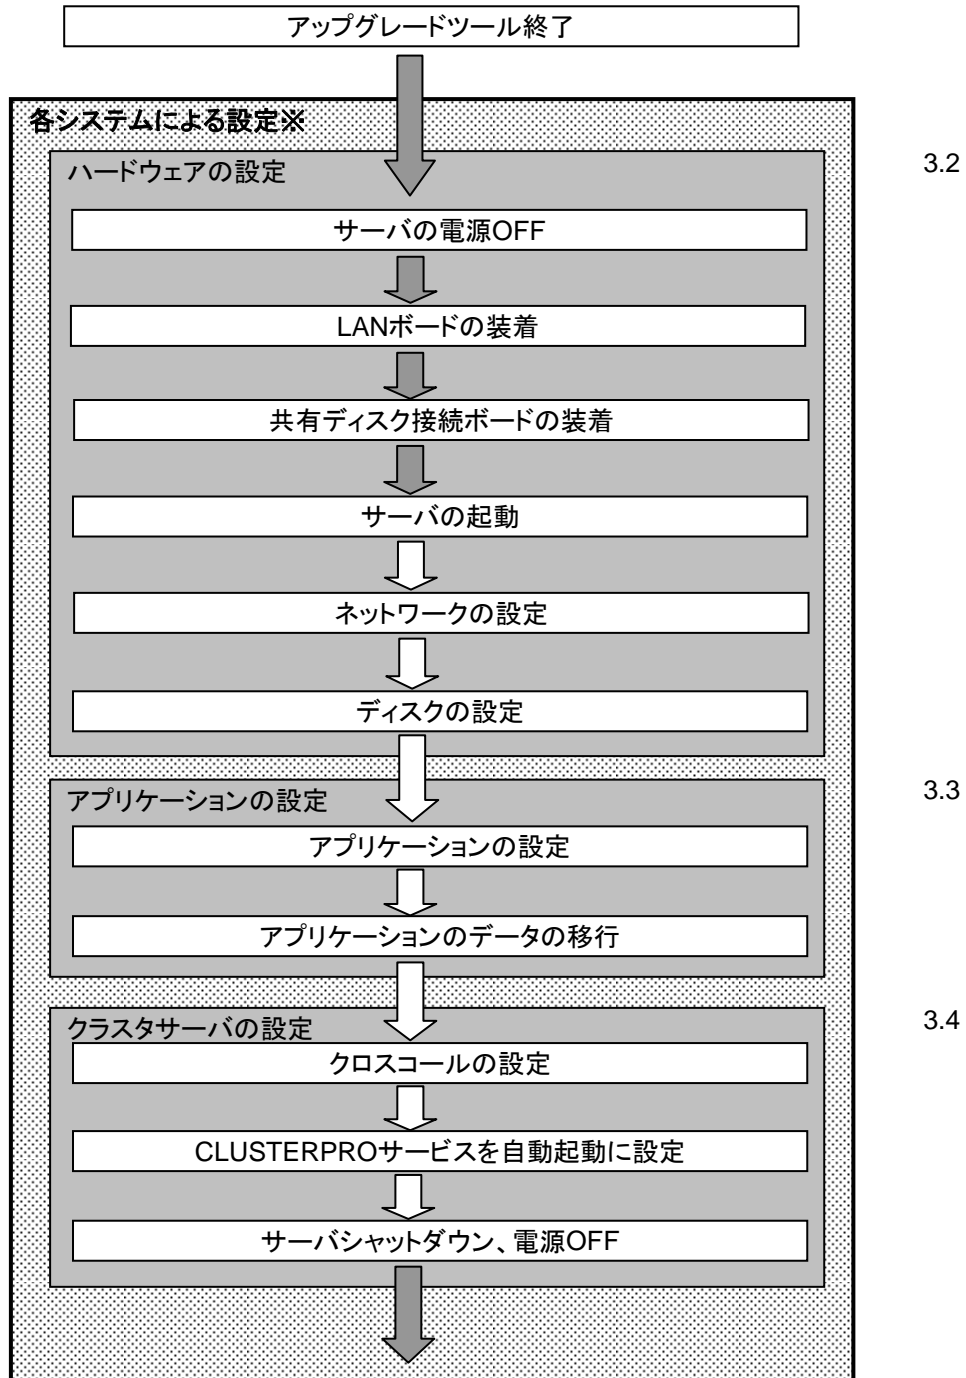 アップグレードツール終了
各システムによる設定※
ハードウェアの設定
3.2
サーバの電源OFF
LANボードの装着
共有ディスク接続ボードの装着
サーバの起動
ネットワークの設定
ディスクの設定
アプリケーションの設定
3.3
アプリケーションの設定
アプリケーションのデータの移行
クラスタサーバの設定
3.4
クロスコールの設定
CLUSTERPROサービスを自動起動に設定
サーバシャットダウン、電源OFF